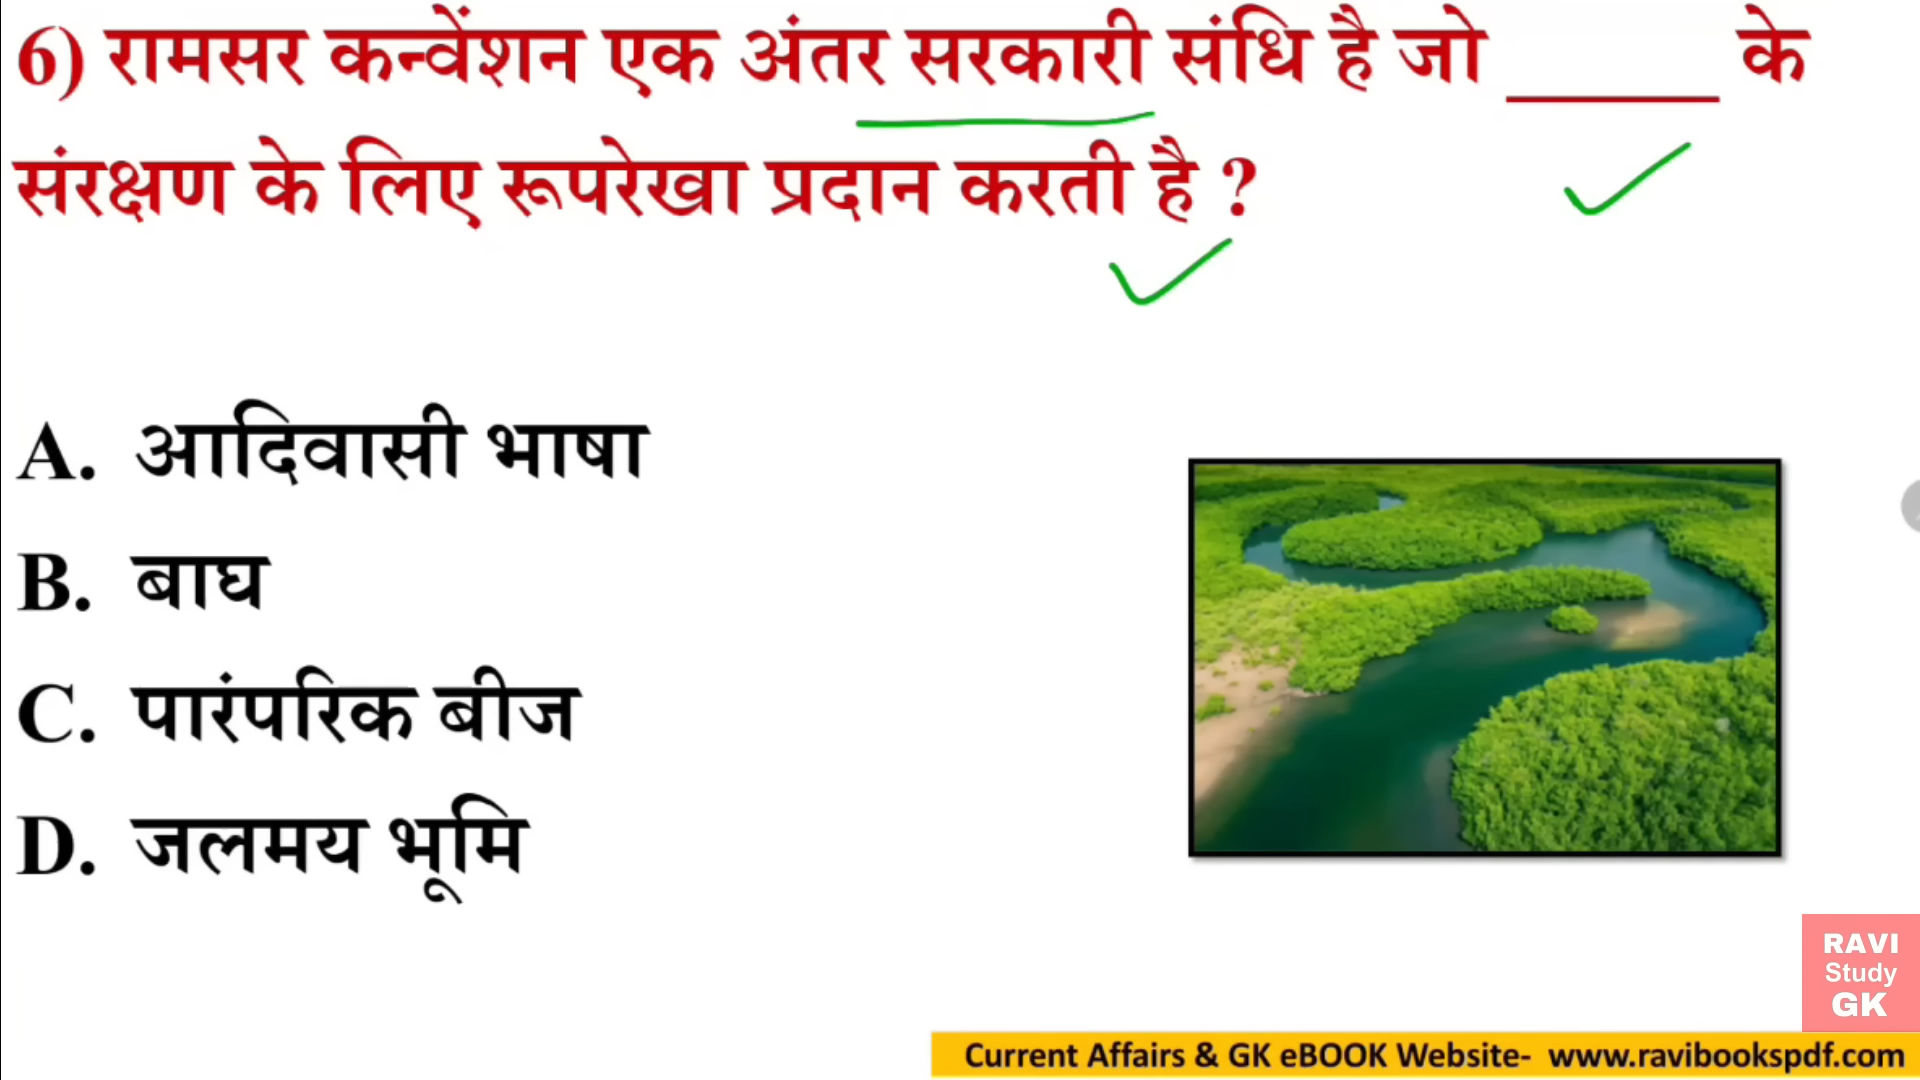 6) रामसर कन्वेंशन एक अंतर सरकारी संधि है जो _____ के
संरक्षण के लिए रूपरेखा प्रदान करती है ?
A. आदिवासी भाषा
B. बाघ
C. पारंपरिक बीज
D. जलमय भूमि
RAVI
Study
GK
Current Affairs & GK eBOOK Website- www.ravibookspdf.com